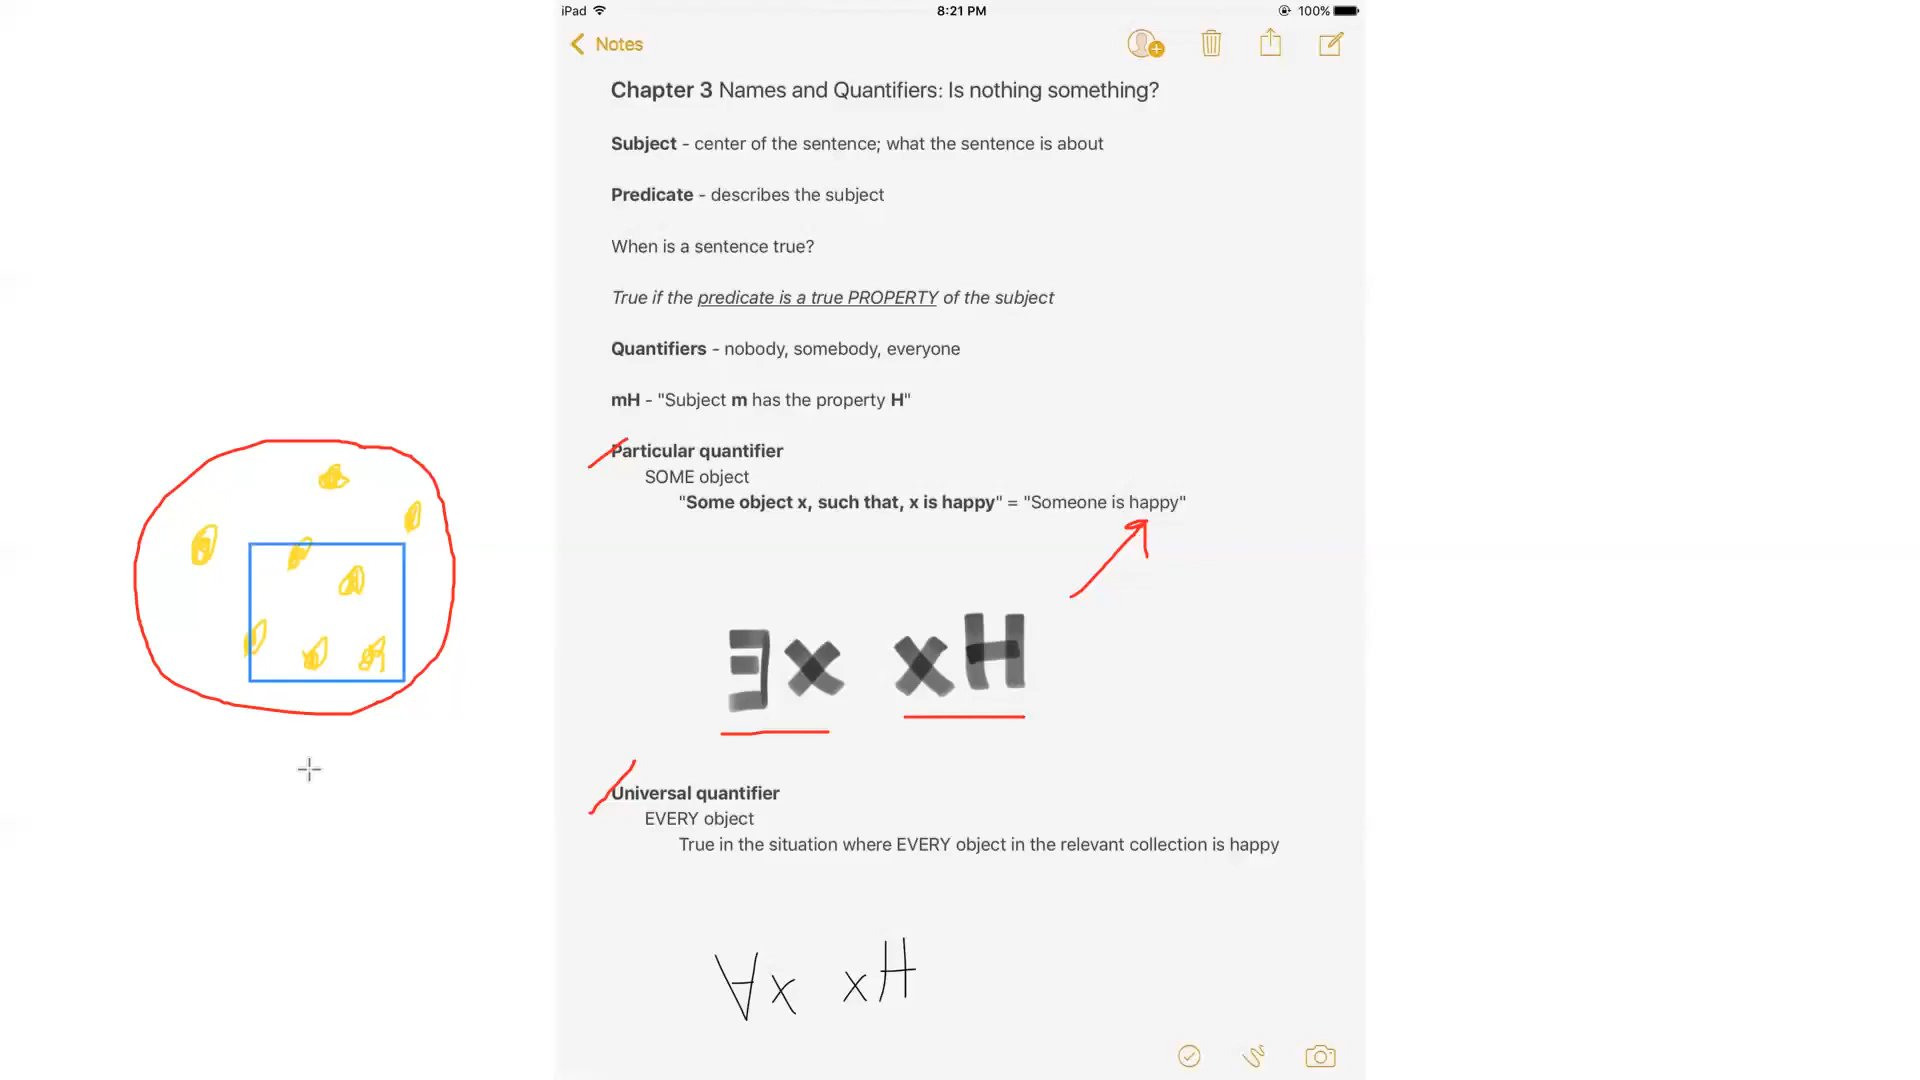 iPad 8:21 PM 100%
Notes
Chapter 3 Names and Quantifiers: Is nothing something?
Subject - center of the sentence; what the sentence is about
Predicate - describes the subject
When is a sentence true?
True if the predicate is a true PROPERTY of the subject
Quantifiers - nobody, somebody, everyone
mH - "Subject m has the property H"
Particular quantifier
SOME object
"Some object x, such that, x is happy" = "Someone is happy"
∃x xH
Universal quantifier
EVERY object
True in the situation where EVERY object in the relevant collection is happy
∀x xH